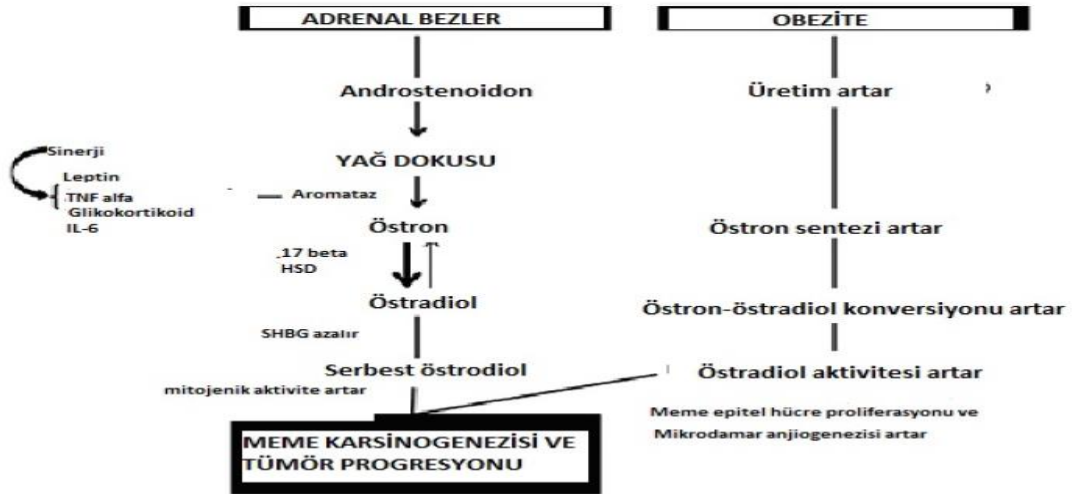 ADRENAL BEZLER
OBEZİTE
Androstenoidon
Üretim artar
Sinerji
YAĞ DOKUSU
Leptin
TNF alfa
Aromataz
Glikokortikoid
IL-6
Östron
Östron sentezi artar
17 beta
HSD
Östradiol
Östron-östradiol konversiyonu artar
SHBG azalır
Serbest östrodiol
Östradiol aktivitesi artar
mitojenik aktivite artar
Meme epitel hücre proliferasyonu ve
Mikrodamar anjiogenezisi artar
MEME KARSİNOGENEZİSİ VE
TÜMÖR PROGRESYONU